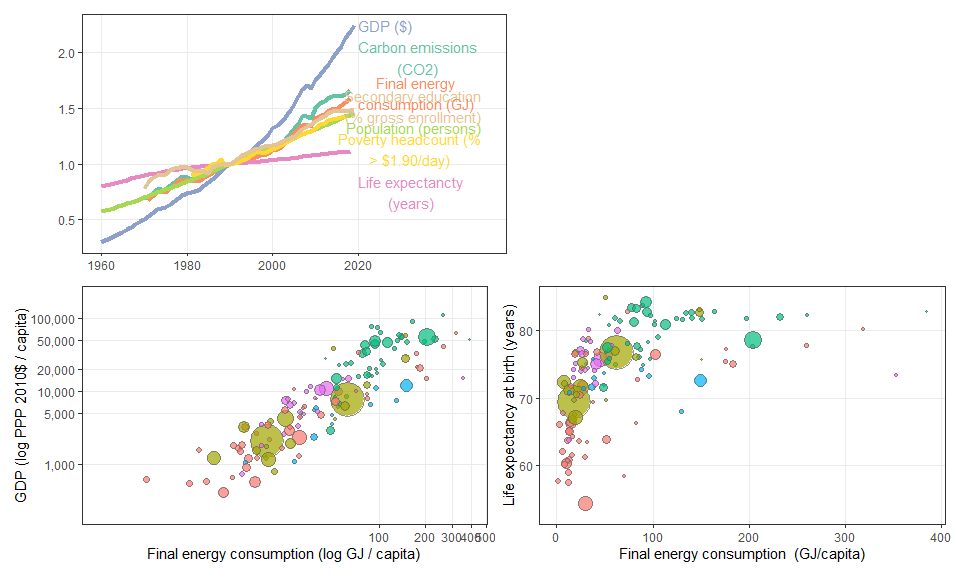 GDP ($)
Carbon emissions
(CO2)
Final energy
consumption (GJ)
Secondary education
(% gross enrollment)
Population (persons)
Poverty headcount (%
> $1.90/day)
Life expectancty
(years)
2.0
1.5
1.0
0.5
1960
1980
2000
2020
GDP (log PPP 2010$ / capita)
100,000
50,000
20,000
10,000
5,000
1,000
100
200
300
400
500
Final energy consumption (log GJ / capita)
Life expectancy at birth (years)
80
70
60
0
100
200
300
400
Final energy consumption  (GJ/capita)